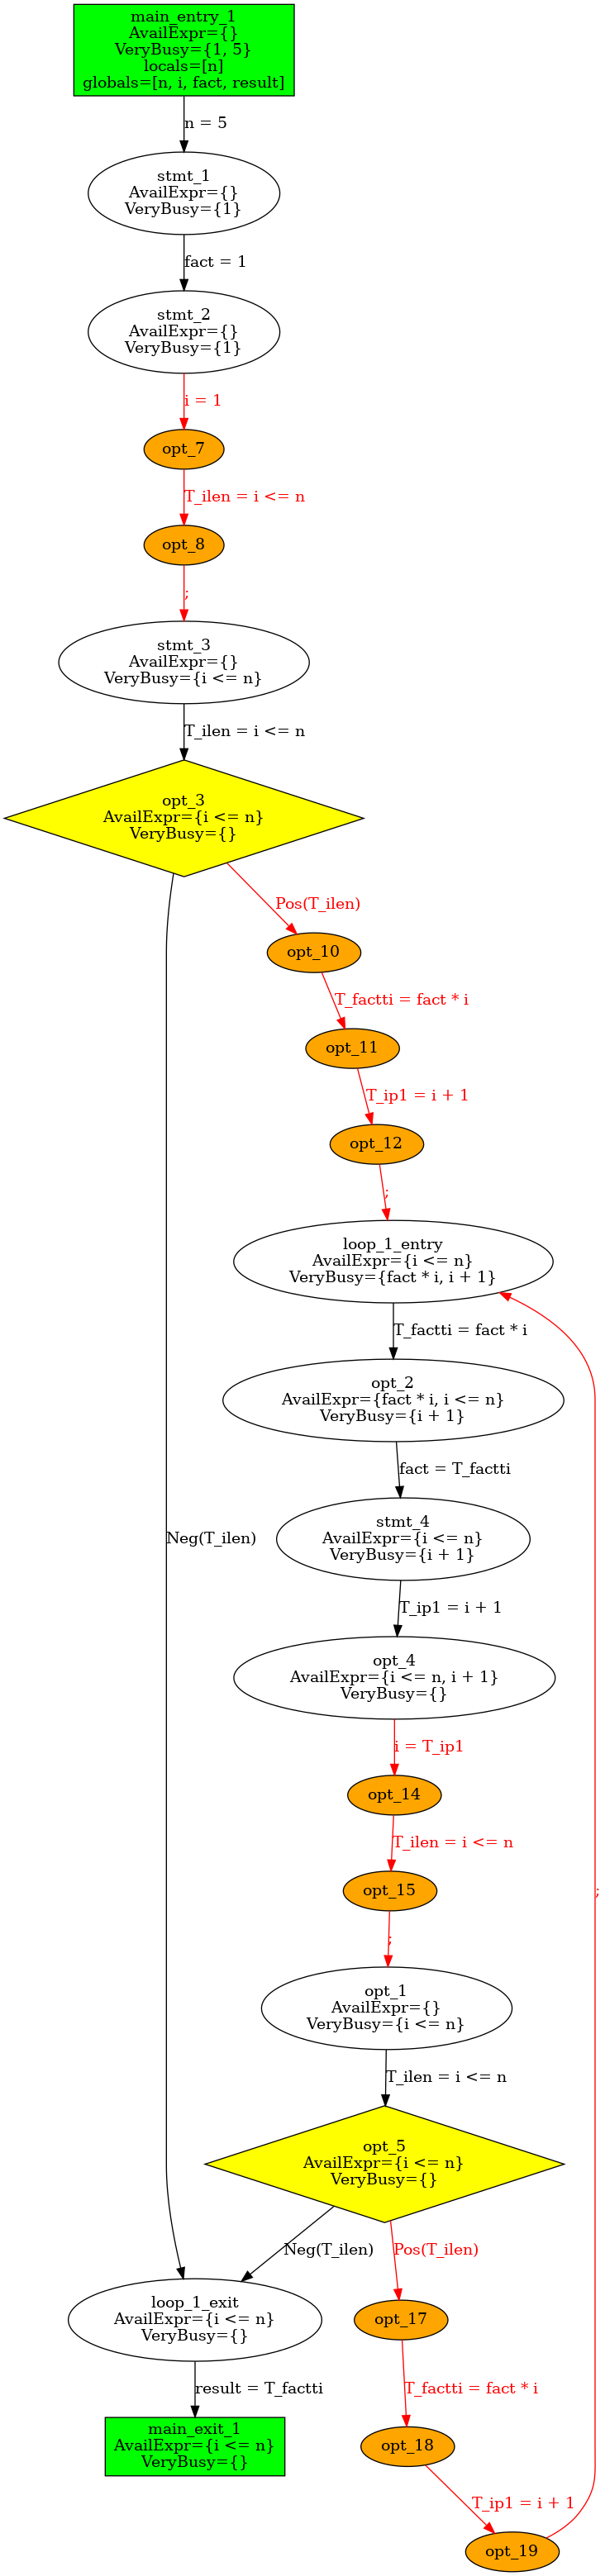 main_entry_1
AvailExpr={}
VeryBusy={1, 5}
locals=[n]
globals=[n, i, fact, result]
n = 5
stmt_1
AvailExpr={}
VeryBusy={1}
fact = 1
stmt_2
AvailExpr={}
VeryBusy={1}
i = 1
opt_7
T_ilen = i <= n
opt_8
;
stmt_3
AvailExpr={}
VeryBusy={i <= n}
T_ilen = i <= n
opt_3
AvailExpr={i <= n}
VeryBusy={}
Pos(T_ilen)
opt_10
T_factti = fact * i
opt_11
T_ip1 = i + 1
opt_12
;
loop_1_entry
AvailExpr={i <= n}
VeryBusy={fact * i, i + 1}
T_factti = fact * i
opt_2
AvailExpr={fact * i, i <= n}
VeryBusy={i + 1}
fact = T_factti
stmt_4
AvailExpr={i <= n}
VeryBusy={i + 1}
Neg(T_ilen)
T_ip1 = i + 1
opt_4
AvailExpr={i <= n, i + 1}
VeryBusy={}
i = T_ip1
opt_14
T_ilen = i <= n
opt_15
;
;
opt_1
AvailExpr={}
VeryBusy={i <= n}
T_ilen = i <= n
opt_5
AvailExpr={i <= n}
VeryBusy={}
Neg(T_ilen)
Pos(T_ilen)
loop_1_exit
AvailExpr={i <= n}
VeryBusy={}
opt_17
result = T_factti
T_factti = fact * i
main_exit_1
AvailExpr={i <= n}
VeryBusy={}
opt_18
T_ip1 = i + 1
opt_19